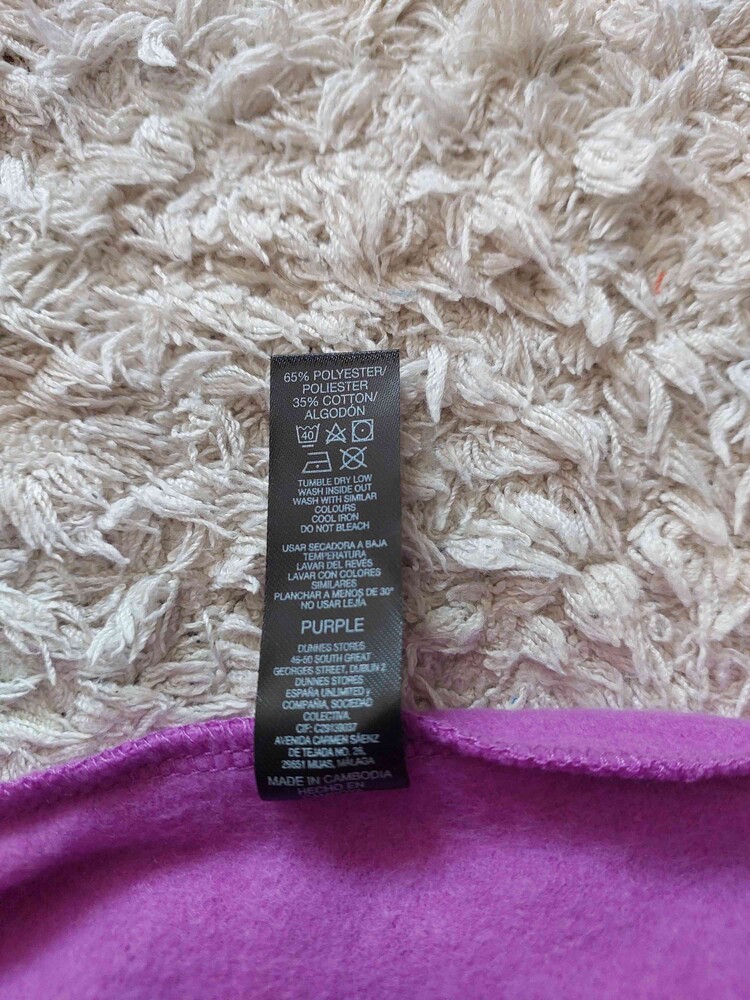 65% POLYESTER/
POLIESTER
35% COTTON/
ALGODÓN
40
TUMBLE DRY LOW
WASH INSIDE OUT
WASH WITH SIMILAR
COLOURS
COOL IRON
DO NOT BLEACH
USAR SECADORA A BAJA
TEMPERATURA
LAVAR DEL REVÉS
LAVAR CON COLORES
SIMILARES
PLANCHAR A MENOS DE 30°
NO USAR LEJÍA
PURPLE
DUNNES STORES
46-50 SOUTH GREAT
GEORGES STREET, DUBLIN 2
DUNNES STORES
ESPAÑA UNLIMITED y
COMPAÑIA, SOCIEDAD
COLECTIVA.
CIF:
AVENIDA CARMEN SÁENZ
DE TEJADA NO. 26,
29651 MIJAS, MÁLAGA
MADE IN CAMBODIA
HECHO EN